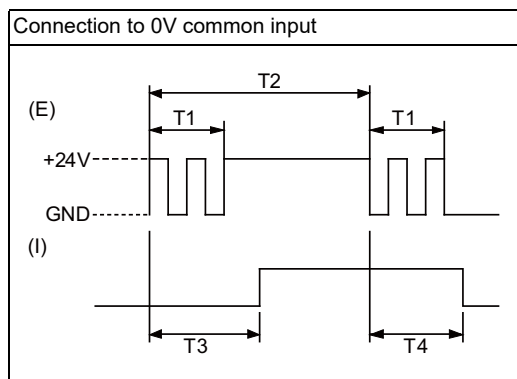 Connection to 0V common input
T2
(E)
T1 T1
+24V
GND
(I)
T3 T4